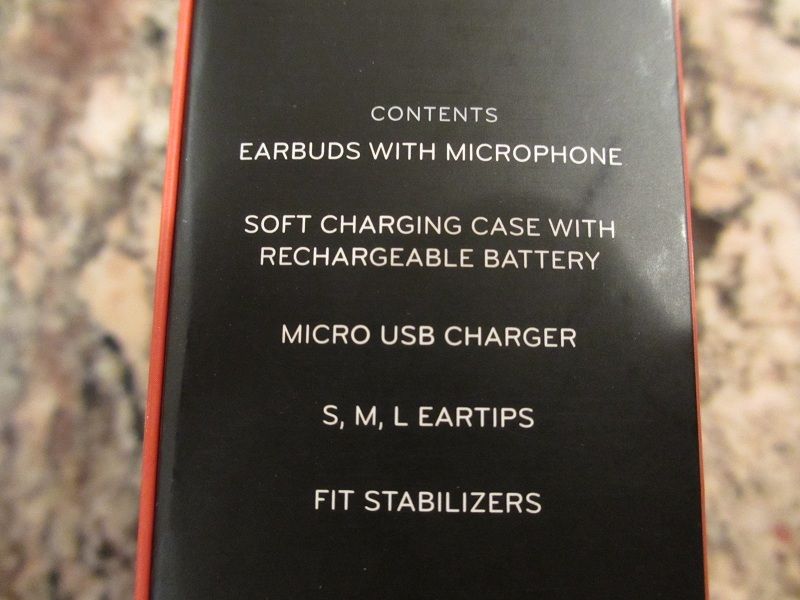 CONTENTS
EARBUDS WITH MICROPHONE
SOFT CHARGING CASE WITH
RECHARGEABLE BATTERY
MICRO USB CHARGER
S, M, L EARTIPS
FIT STABILIZERS